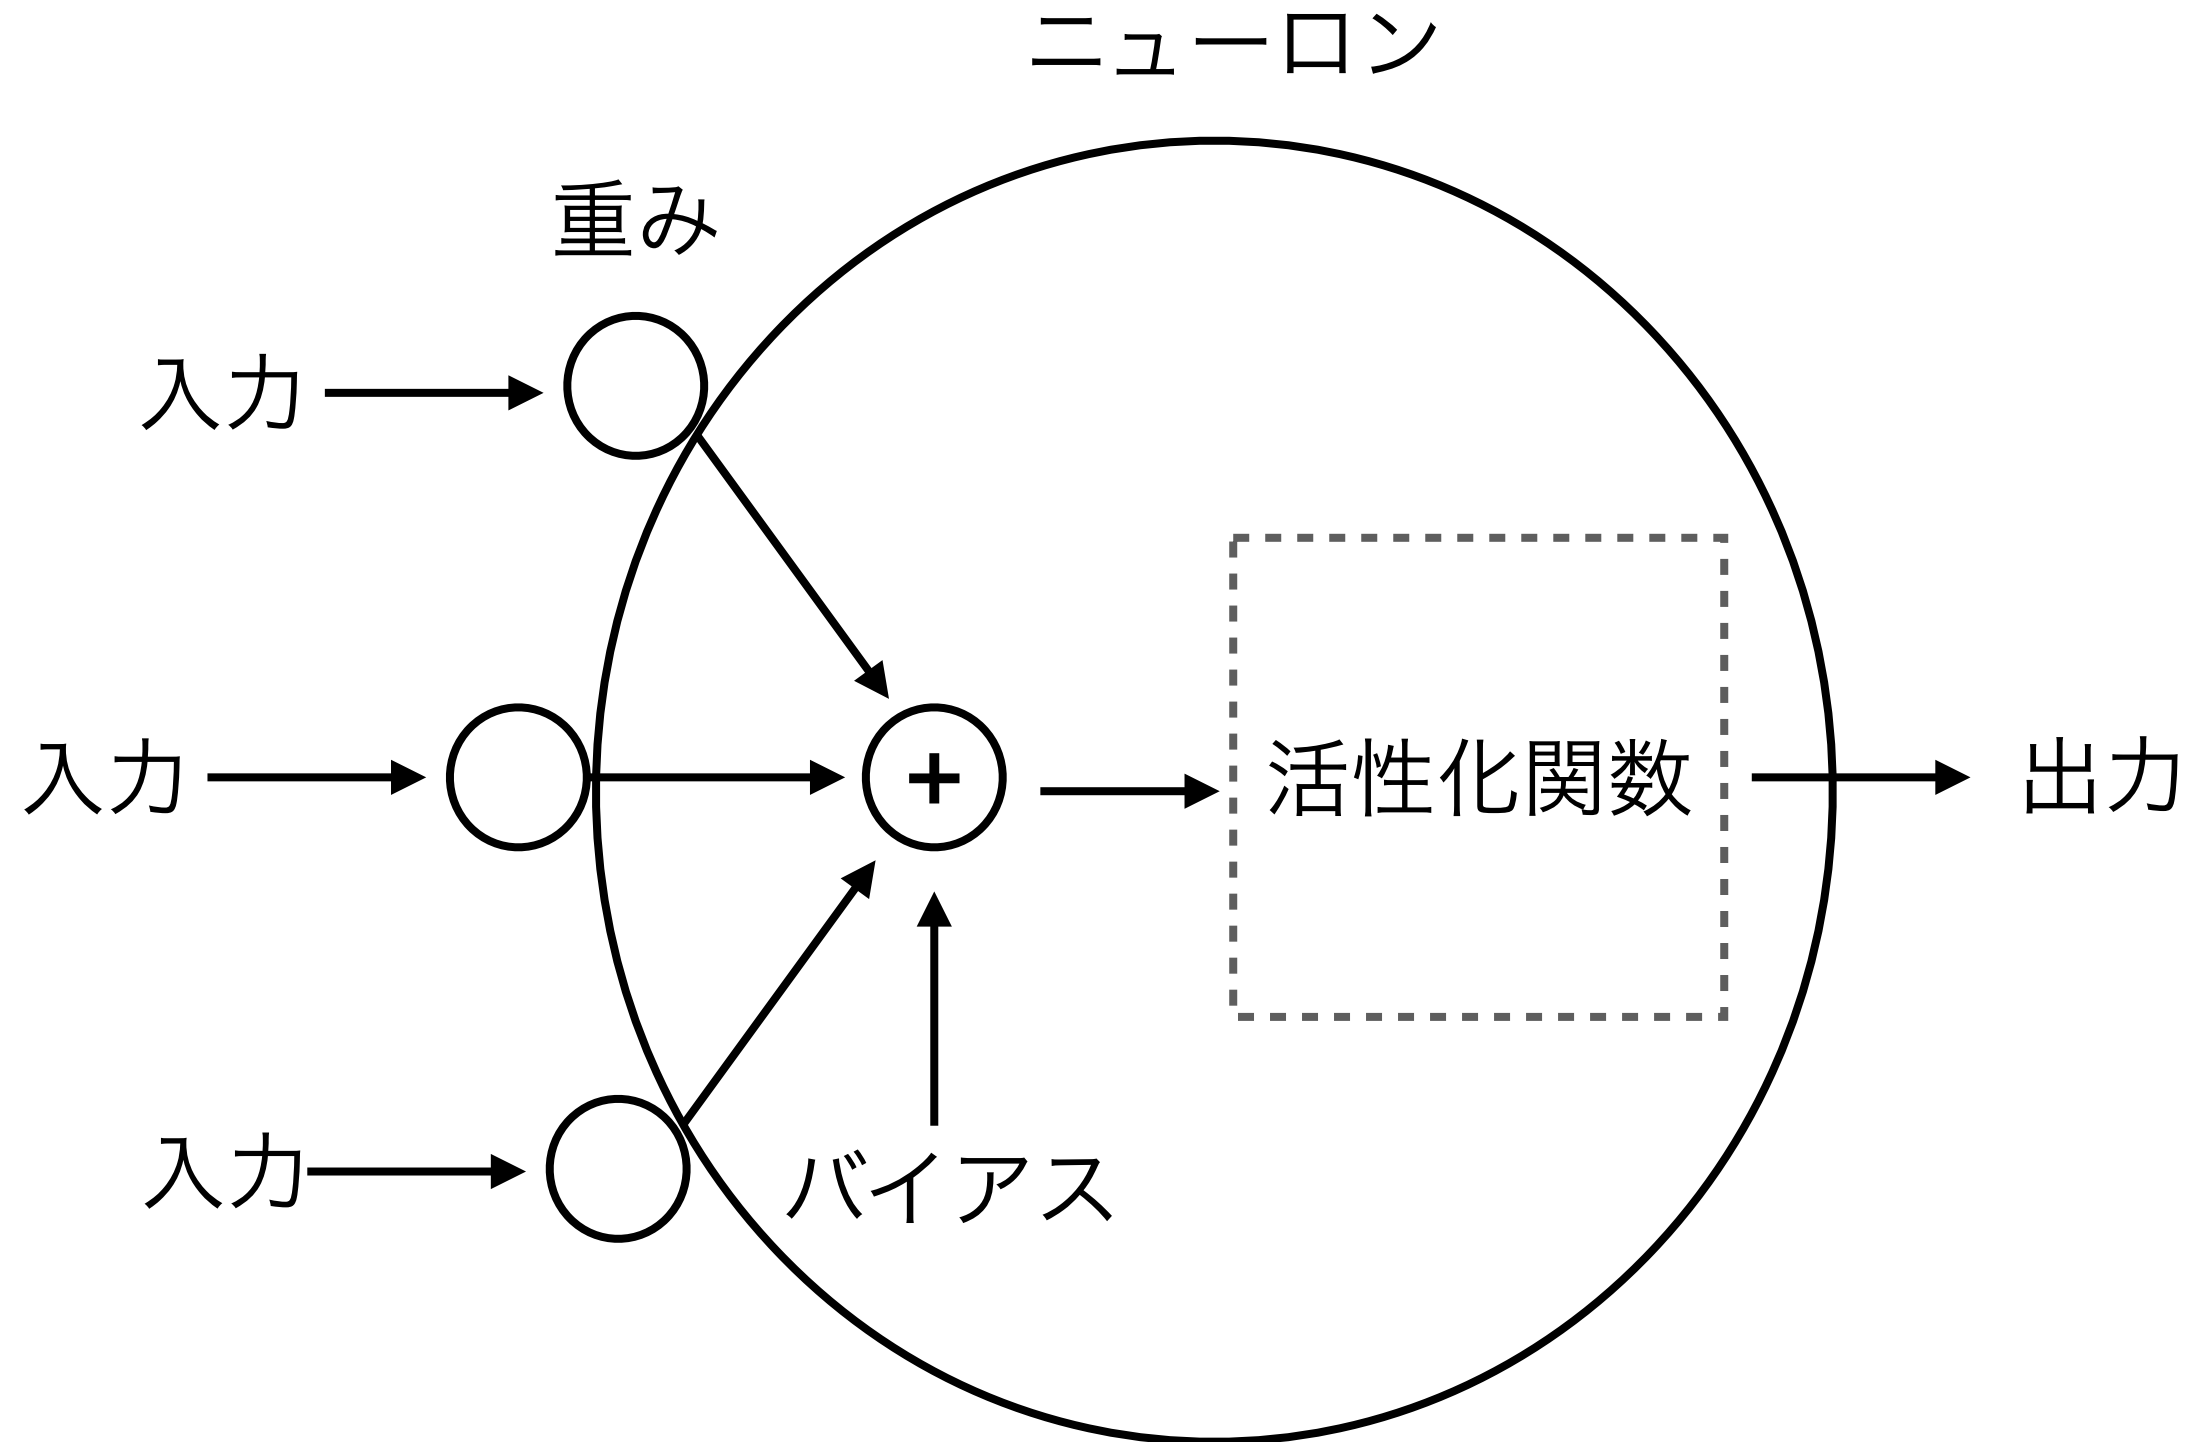 ニューロン
重み
入力
入力
+
活性化関数
出力
入力
バイアス